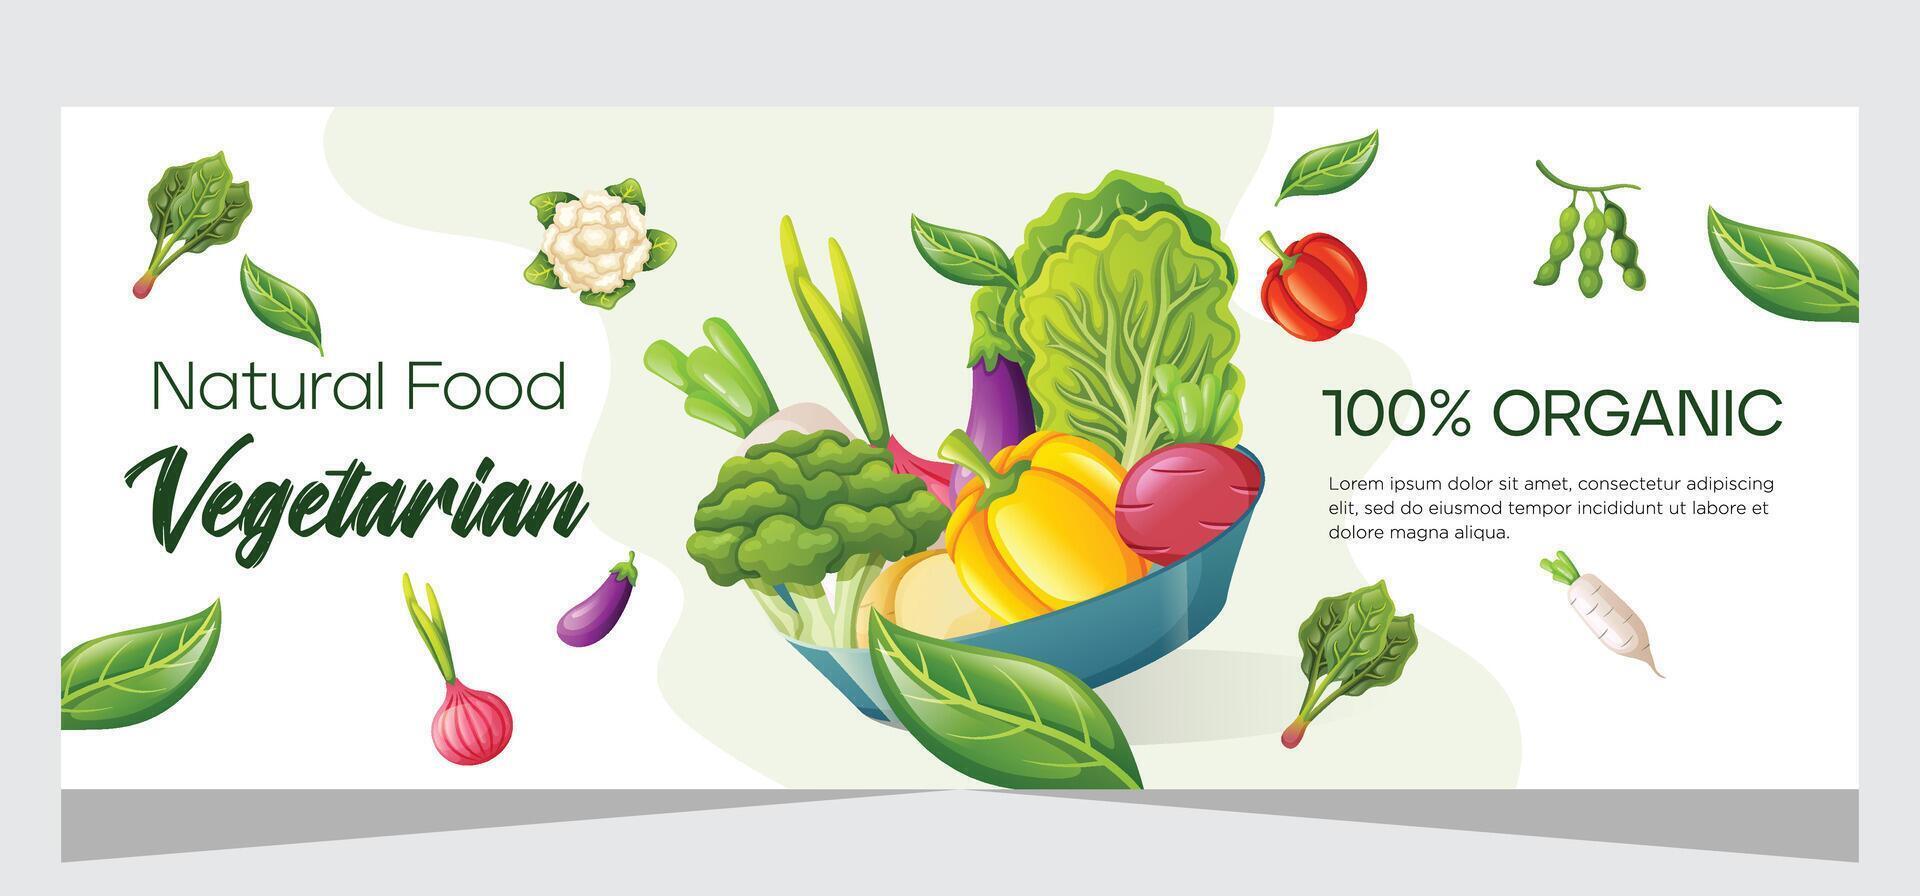 Natural Food
Vegetarian
100% ORGANIC
Lorem ipsum dolor sit amet, consectetur adipiscing
elit, sed do eiusmod tempor incididunt ut labore et
dolore magna aliqua.